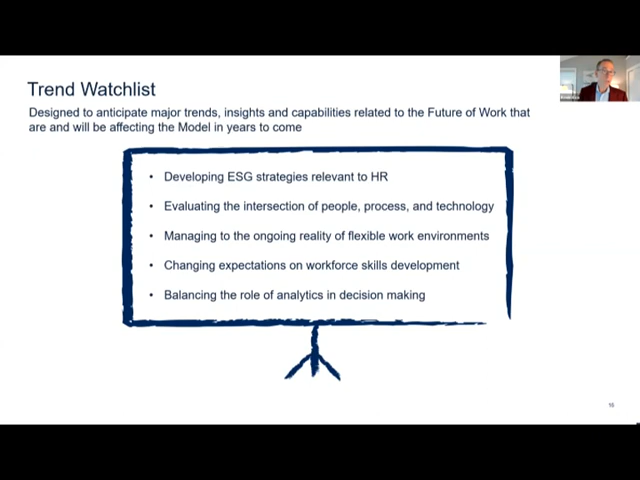 Trend Watchlist
Designed to anticipate major trends, insights and capabilities related to the Future of Work that
are and will be affecting the Model in years to come
• Developing ESG strategies relevant to HR
• Evaluating the intersection of people, process, and technology
• Managing to the ongoing reality of flexible work environments
• Changing expectations on workforce skills development
• Balancing the role of analytics in decision making